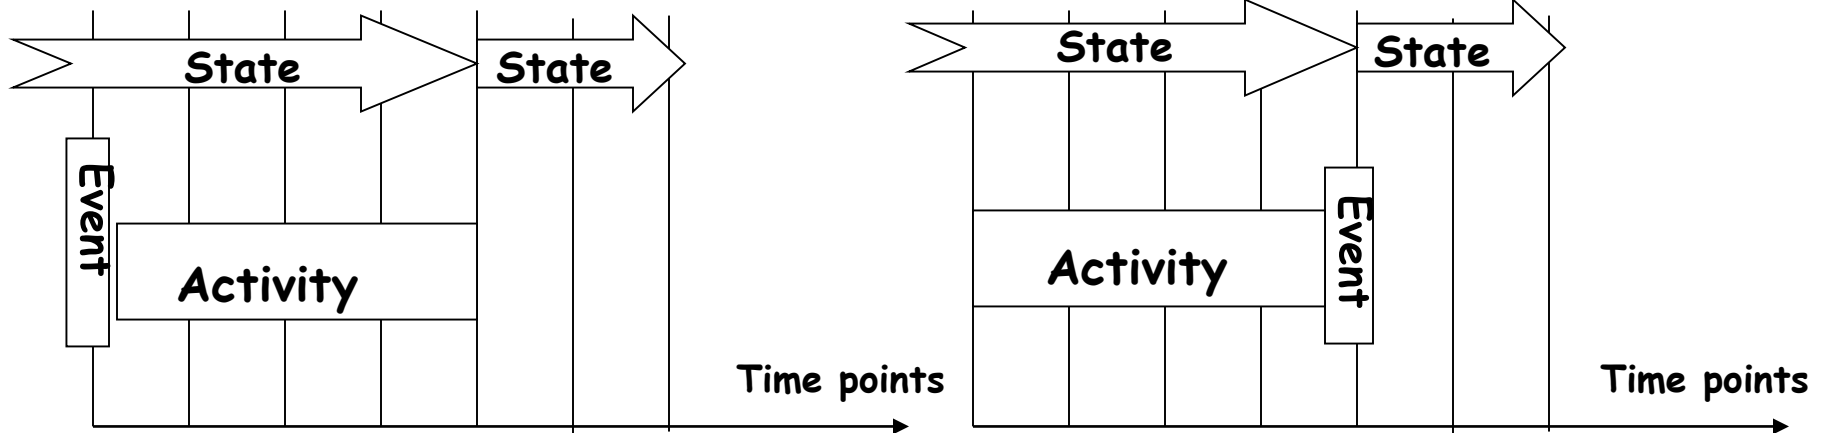 State
State
Event
Activity
Time points
State
State
Activity
Event
Time points